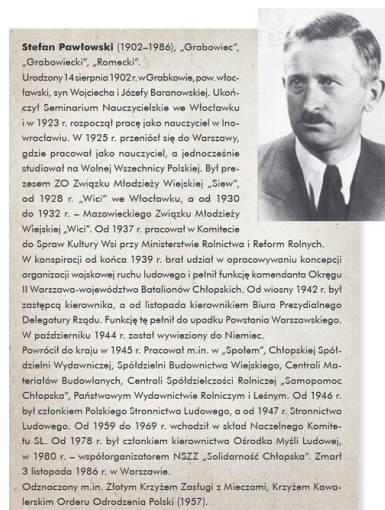 Stefan Pawłowski (1902–1986), „Grabowiec”,
„Grabowiecki”, „Romecki”.
Urodzony 14 sierpnia 1902 r. w Grabkowie, pow. włoc-
ławski, syn Wojciecha i Józefy Baranowskiej. Ukoń-
czył Seminarium Nauczycielskie we Włocławku
i w 1923 r. rozpoczął pracę jako nauczyciel w Ino-
wrocławiu. W 1925 r. przeniósł się do Warszawy,
gdzie pracował jako nauczyciel, a jednocześnie
studiował na Wolnej Wszechnicy Polskiej. Był pre-
zesem ZO Związku Młodzieży Wiejskiej „Siew”,
od 1928 r. „Wici” we Włocławku, a od 1930
do 1932 r. – Mazowieckiego Związku Młodzieży
Wiejskiej „Wici”. Od 1937 r. pracował w Komitecie
do Spraw Kultury Wsi przy Ministerstwie Rolnictwa i Reform Rolnych.
W konspiracji od końca 1939 r. brał udział w opracowywaniu koncepcji
organizacji wojskowej ruchu ludowego i pełnił funkcję komendanta Okręgu
II Warszawa-województwo Batalionów Chłopskich. Od wiosny 1942 r. był
zastępcą kierownika, a od listopada kierownikiem Biura Prezydialnego
Delegatury Rządu. Funkcję tę pełnił do upadku Powstania Warszawskiego.
W październiku 1944 r. został wywieziony do Niemiec.
Powrócił do kraju w 1945 r. Pracował m.in. w „Społem”, Chłopskiej Spół-
dzielni Wydawniczej, Spółdzielni Budownictwa Wiejskiego, Centrali Ma-
teriałów Budowlanych, Centrali Spółdzielczości Rolniczej „Samopomoc
Chłopska”, Państwowym Wydawnictwie Rolniczym i Leśnym. Od 1946 r.
był członkiem Polskiego Stronnictwa Ludowego, a od 1947 r. Stronnictwa
Ludowego. Od 1959 do 1969 r. wchodził w skład Naczelnego Komite-
tu SL. Od 1978 r. był członkiem kierownictwa Ośrodka Myśli Ludowej,
w 1980 r. – współorganizatorem NSZZ „Solidarność Chłopska”. Zmarł
3 listopada 1986 r. w Warszawie.
Odznaczony m.in. Złotym Krzyżem Zasługi z Mieczami, Krzyżem Kawa-
lerskim Orderu Odrodzenia Polski (1957).